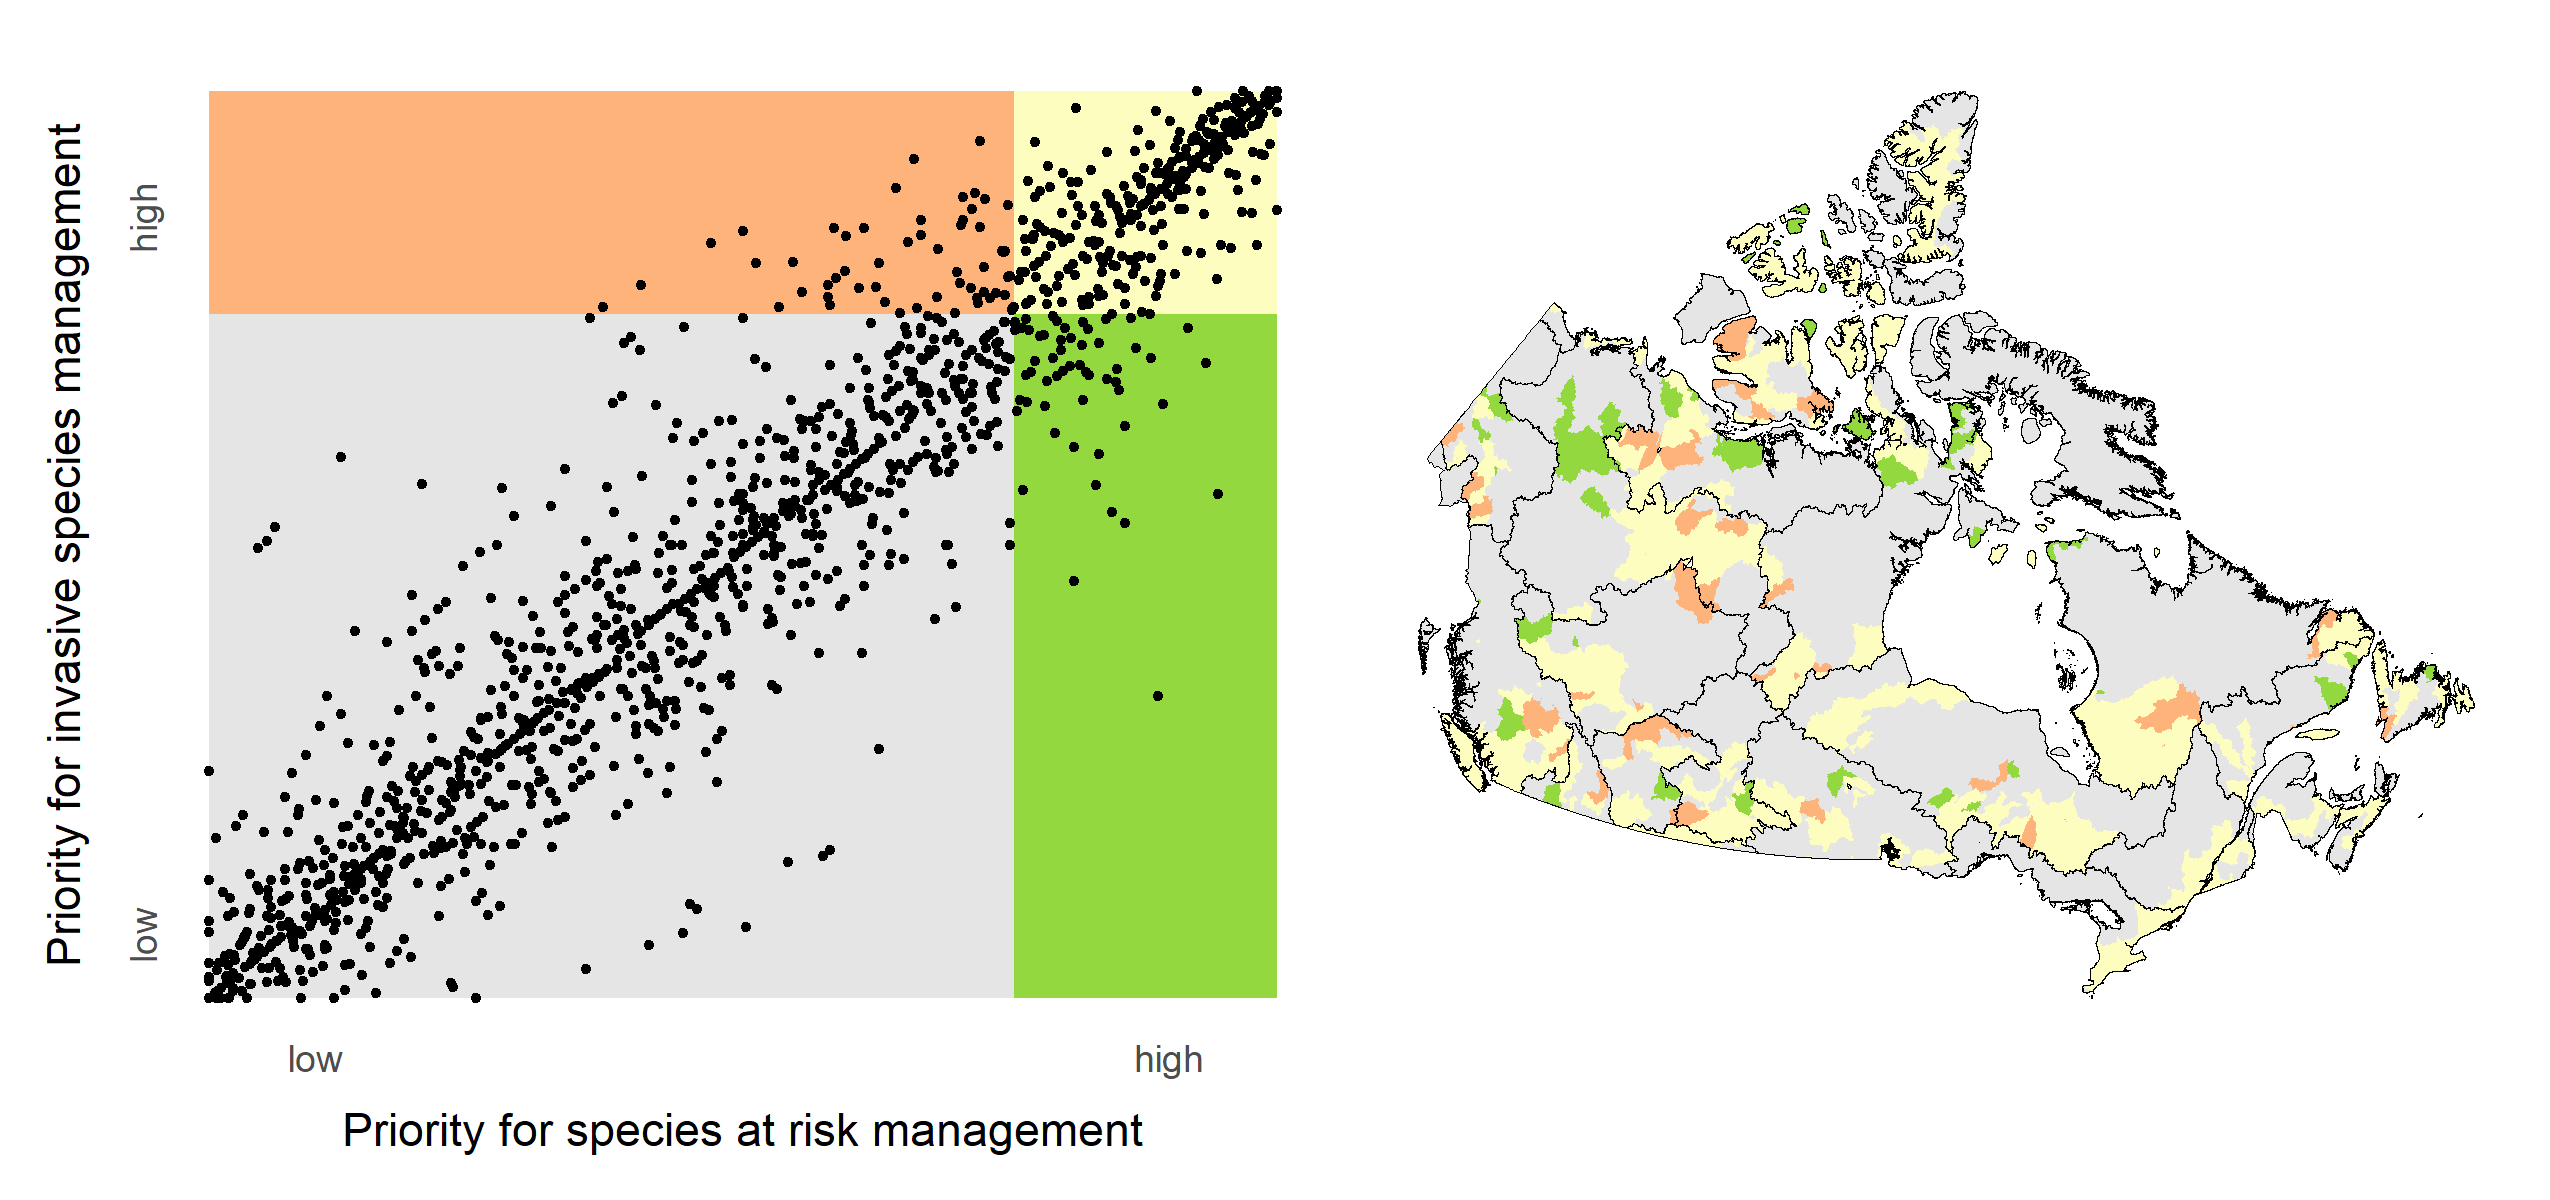 Priority for invasive species management
high
low
low
high
Priority for species at risk management